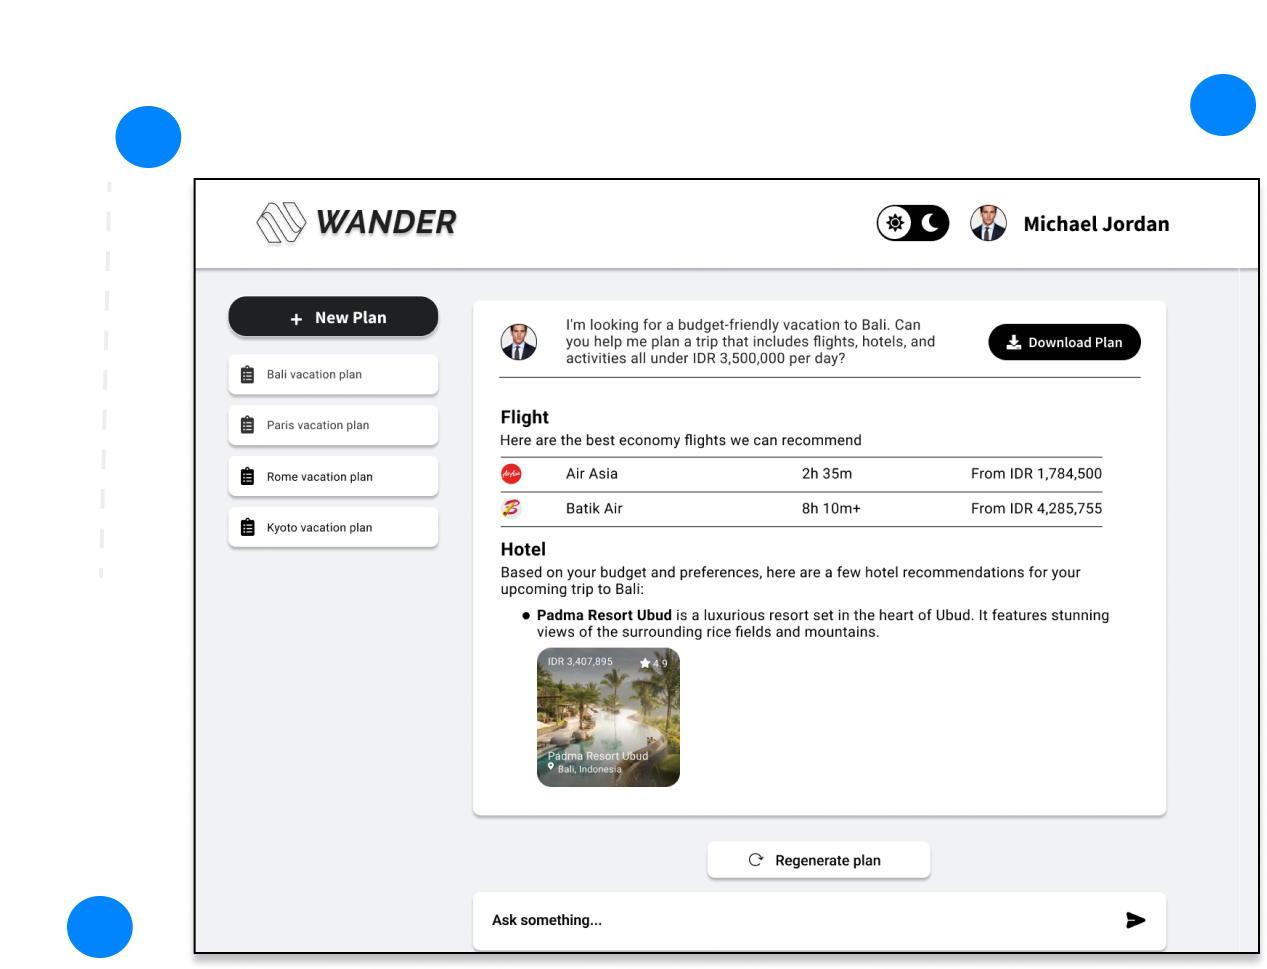 WANDER
Michael Jordan
+ New Plan
Bali vacation plan
Paris vacation plan
Rome vacation plan
Kyoto vacation plan
I'm looking for a budget-friendly vacation to Bali. Can
you help me plan a trip that includes flights, hotels, and
activities all under IDR 3,500,000 per day?
Download Plan
Flight
Here are the best economy flights we can recommend
AirAsia
Air Asia 2h 35m From IDR 1,784,500
Batik Air 8h 10m+ From IDR 4,285,755
Hotel
Based on your budget and preferences, here are a few hotel recommendations for your
upcoming trip to Bali:
Padma Resort Ubud is a luxurious resort set in the heart of Ubud. It features stunning
views of the surrounding rice fields and mountains.
IDR 3,407,895 4.9
Padma Resort Ubud
Bali, Indonesia
Regenerate plan
Ask something...